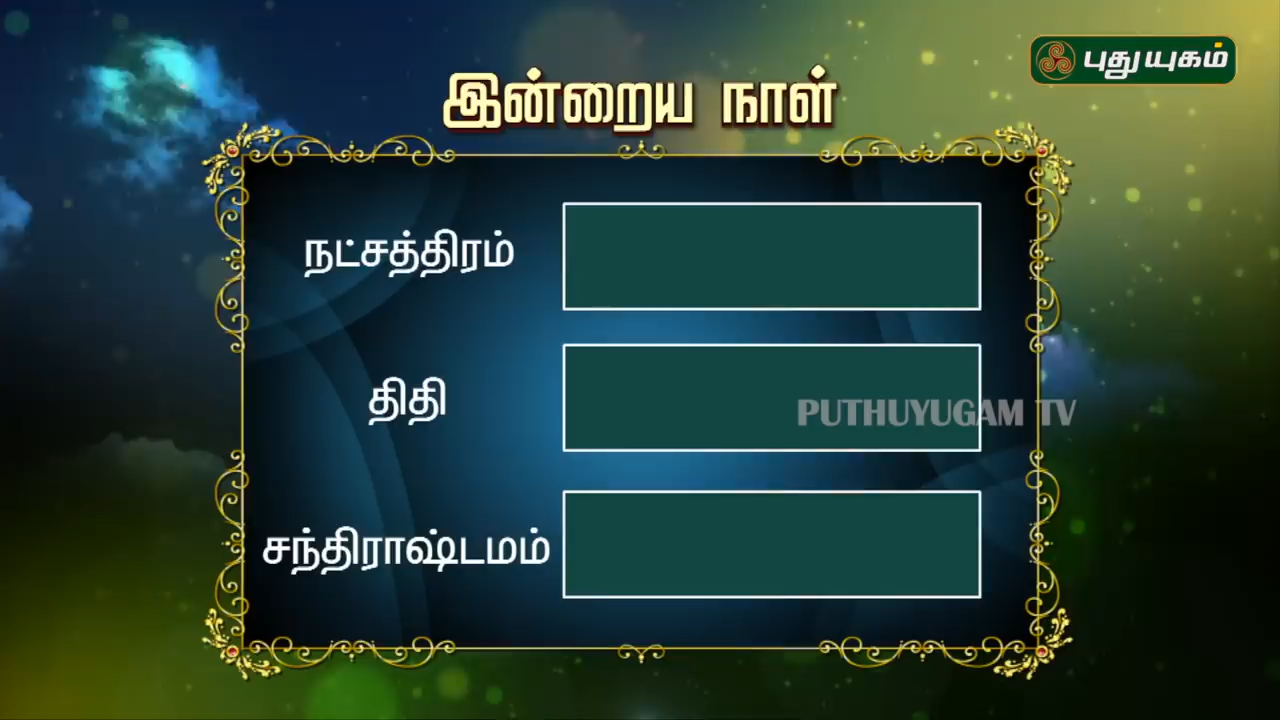 புதுயுகம்
இன்றைய நாள்
நட்சத்திரம்
திதி
PUTHUYUGAM TV
சந்திராஷ்டமம்